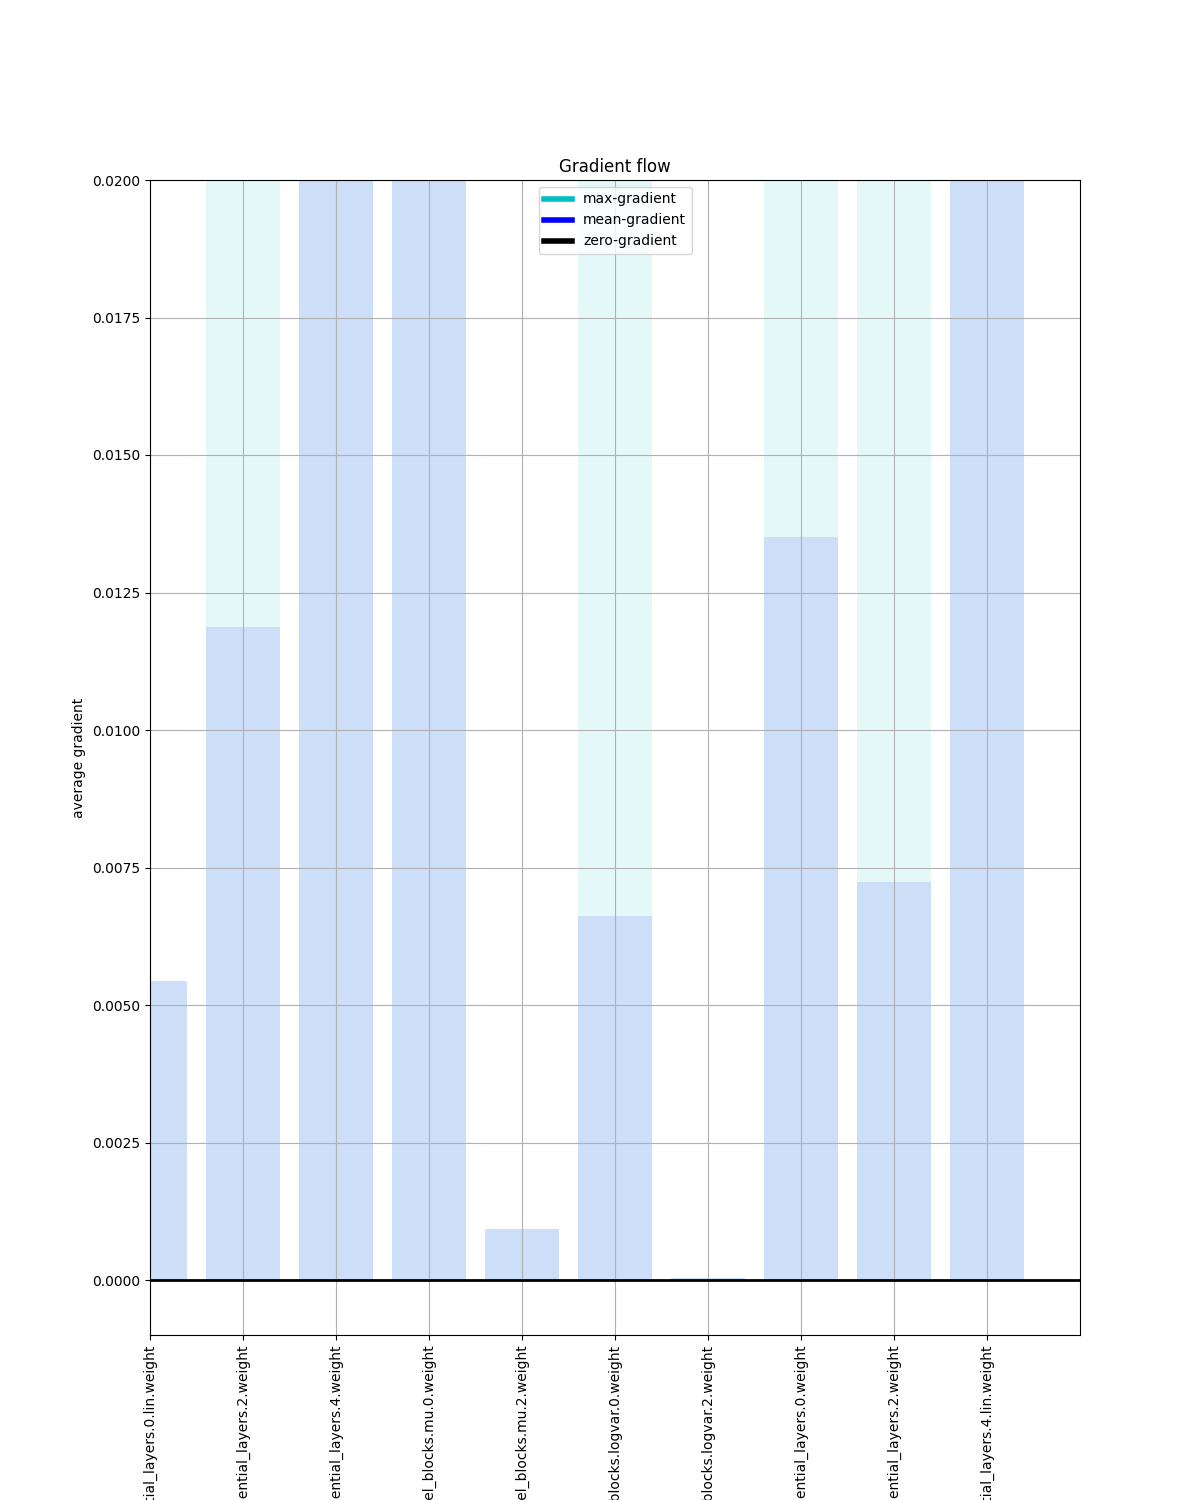 Gradient flow
max-gradient
mean-gradient
zero-gradient
0.0200
0.0175
0.0150
0.0125
0.0100
0.0075
0.0050
0.0025
0.0000
average gradient
tial_layers.0.lin.weight
ential_layers.2.weight
ential_layers.4.weight
el_blocks.mu.0.weight
el_blocks.mu.2.weight
blocks.logvar.0.weight
blocks.logvar.2.weight
ential_layers.0.weight
ential_layers.2.weight
tial_layers.4.lin.weight